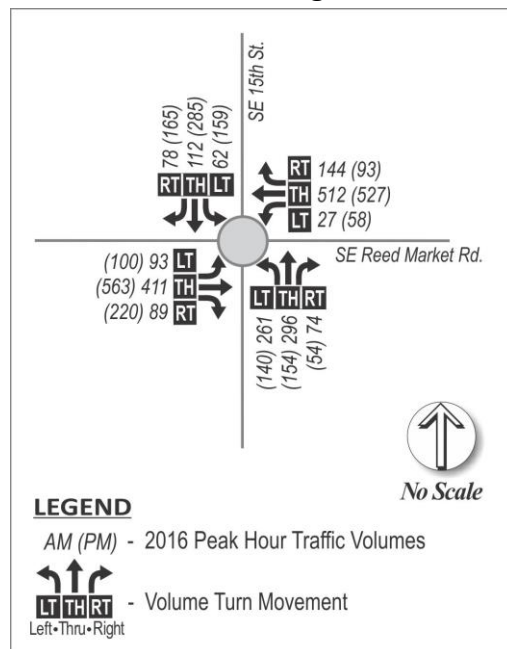 SE 15th St.
78 (165)
112 (285)
62 (159)
RT TH LT
RT 144 (93)
TH 512 (527)
LT 27 (58)
SE Reed Market Rd.
(100) 93 LT
(563) 411 TH
(220) 89 RT
LT TH RT
(140) 261
(154) 296
(54) 74
No Scale
LEGEND
AM (PM) - 2016 Peak Hour Traffic Volumes
LT TH RT - Volume Turn Movement
Left•Thru•Right